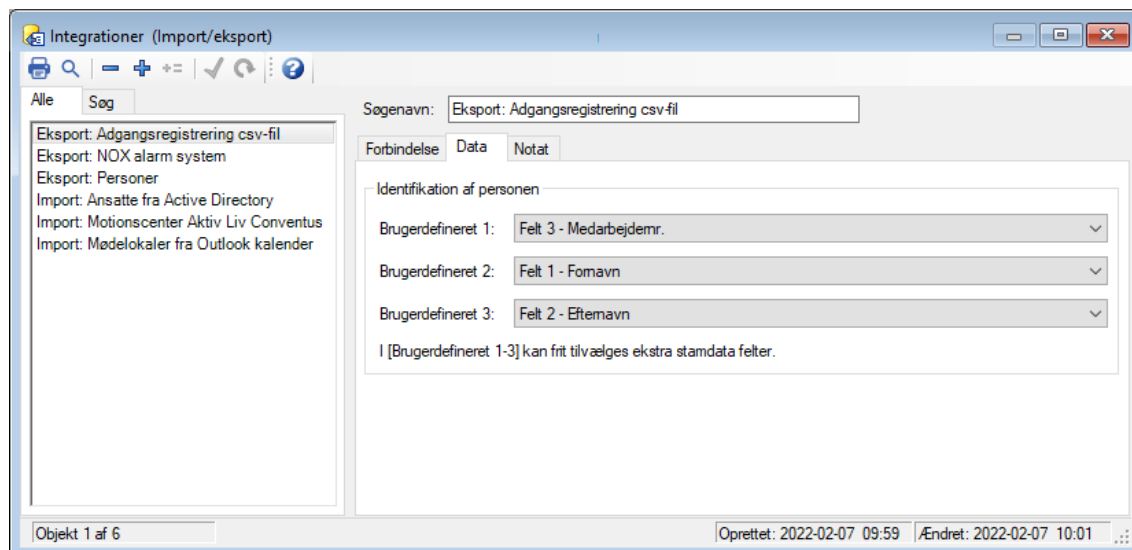 Integrationer (Import/eksport)
Alle
Søg
Eksport: Adgangsregistrering csv-fil
Eksport: NOX alarm system
Eksport: Personer
Import: Ansatte fra Active Directory
Import: Motionscenter Aktiv Liv Conventus
Import: Mødelokaler fra Outlook kalender
Søgenavn: Eksport: Adgangsregistrering csv-fil
Forbindelse Data Notat
Identifikation af personen
Brugerdefineret 1: Felt 3 - Medarbejdernr.
Brugerdefineret 2: Felt 1 - Fornavn
Brugerdefineret 3: Felt 2 - Efternavn
I [Brugerdefineret 1-3] kan frit tilvælges ekstra stamdata felter.
Objekt 1 af 6
Oprettet: 2022-02-07 09:59 Ændret: 2022-02-07 10:01